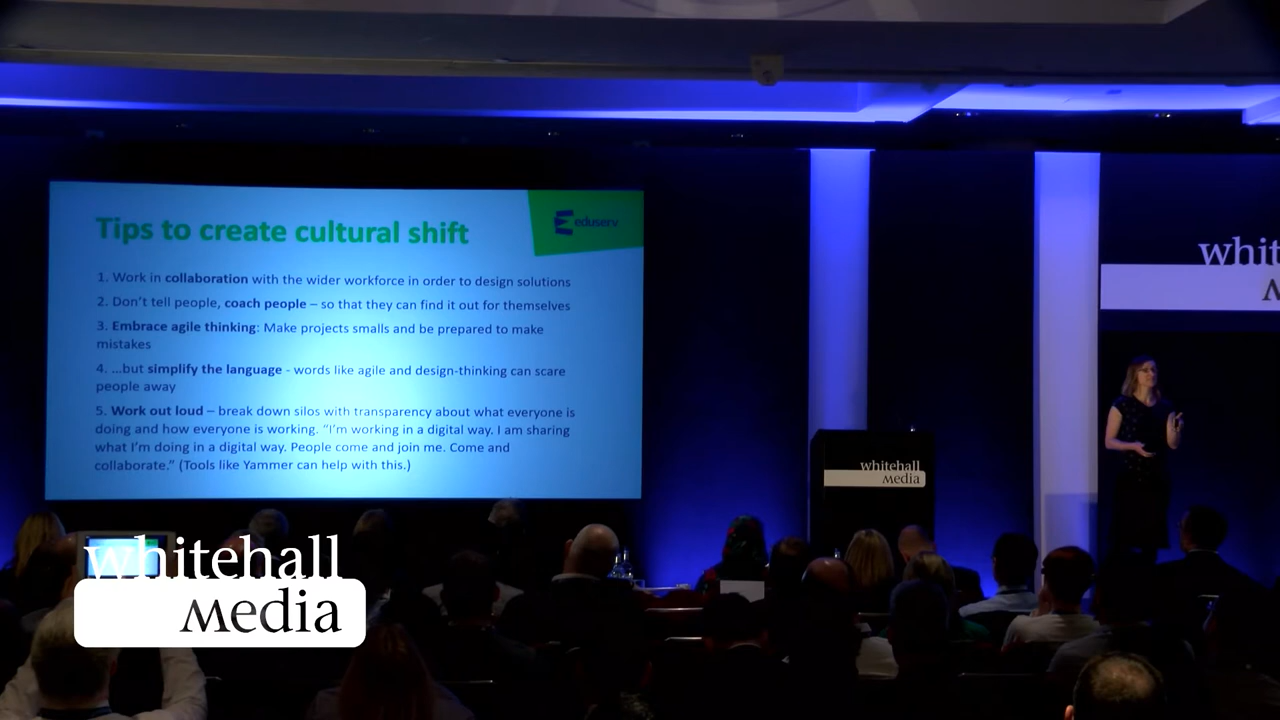 Tips to create cultural shift
eduserv
1. Work in collaboration with the wider workforce in order to design solutions
2. Don't tell people, coach people – so that they can find it out for themselves
3. Embrace agile thinking: Make projects smalls and be prepared to make
mistakes
4. ...but simplify the language - words like agile and design-thinking can scare
people away
5. Work out loud – break down silos with transparency about what everyone is
doing and how everyone is working. "I'm working in a digital way. I am sharing
what I'm doing in a digital way. People come and join me. Come and
collaborate." (Tools like Yammer can help with this.)
whit
M
whitehall
media
whitehall
media